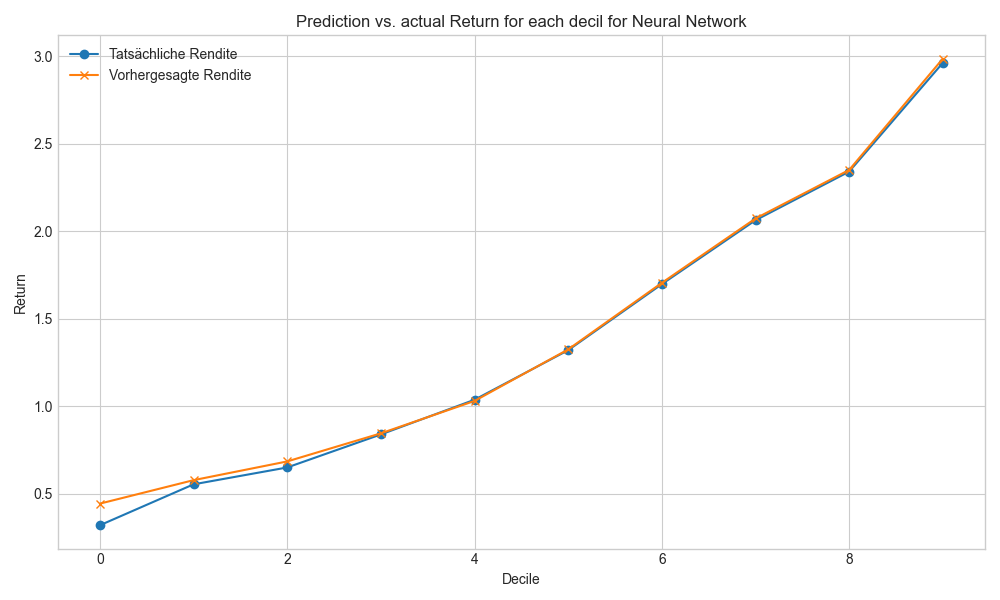 Prediction vs. actual Return for each decil for Neural Network
Tatsächliche Rendite
Vorhergesagte Rendite
3.0
2.5
2.0
1.5
1.0
0.5
Return
0 2 4 6 8
Decile